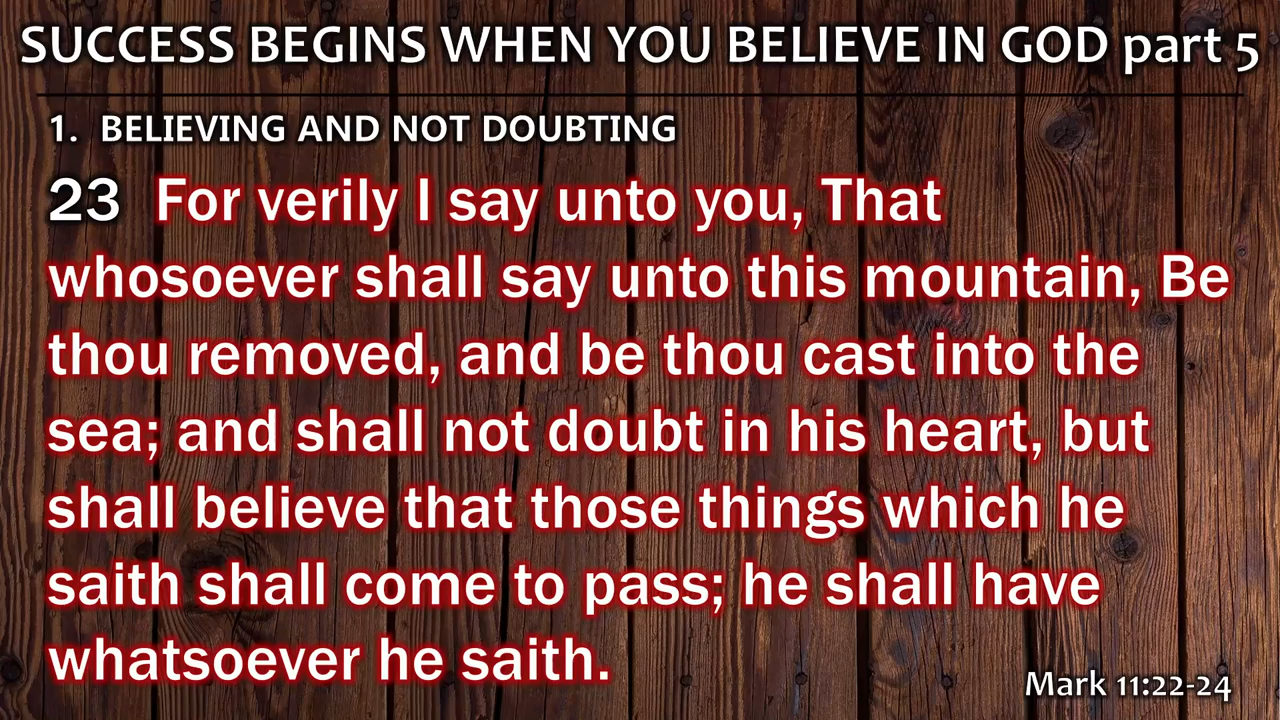 SUCCESS BEGINS WHEN YOU BELIEVE IN GOD part 5
1. BELIEVING AND NOT DOUBTING
23 For verily I say unto you, That
whosoever shall say unto this mountain, Be
thou removed, and be thou cast into the
sea; and shall not doubt in his heart, but
shall believe that those things which he
saith shall come to pass; he shall have
whatsoever he saith.
Mark 11:22-24